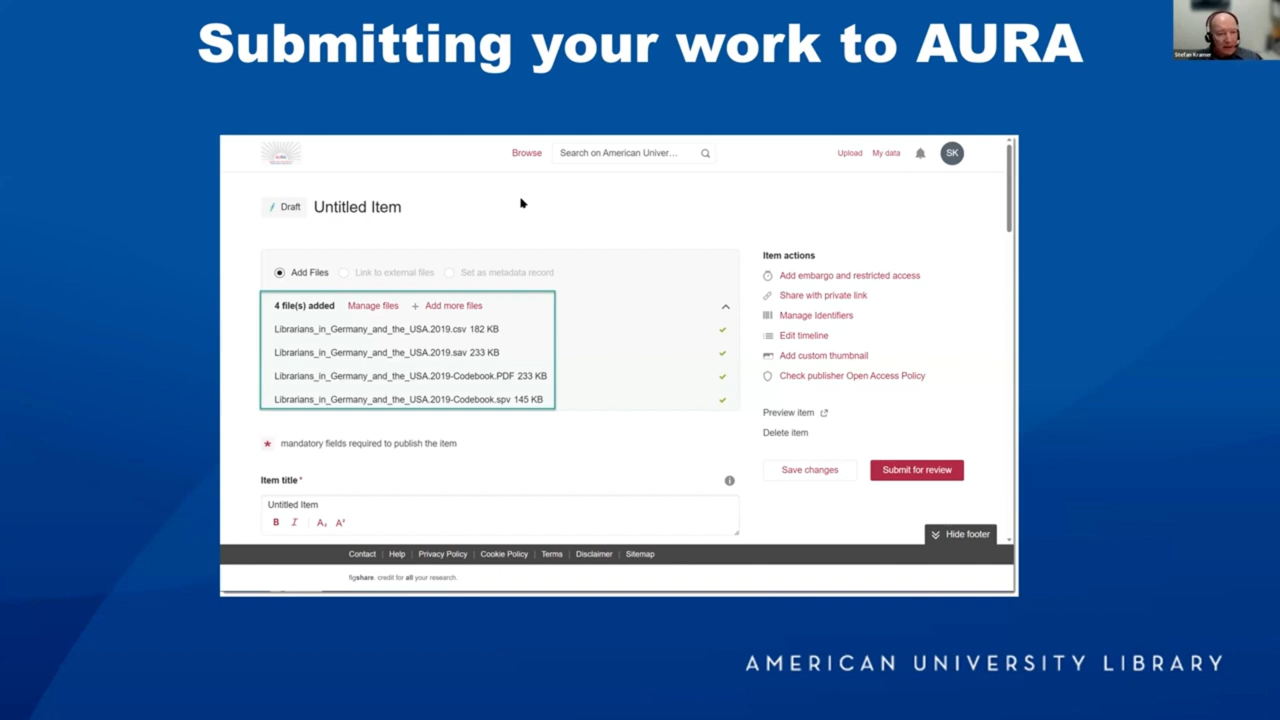 Submitting your work to AURA
Stefan Kramer
Browse
Search on American Univer...
Upload
My data
SK
Draft
Untitled Item
Add Files
Link to external files
Set as metadata record
4 file(s) added
Manage files
+ Add more files
Librarians_in_Germany_and_the_USA.2019.csv 182 KB
Librarians_in_Germany_and_the_USA.2019.sav 233 KB
Librarians_in_Germany_and_the_USA.2019-Codebook.PDF 233 KB
Librarians_in_Germany_and_the_USA.2019-Codebook.spv 145 KB
* mandatory fields required to publish the item
Item title *
Untitled Item
B I A, A'
Item actions
Add embargo and restricted access
Share with private link
Manage Identifiers
Edit timeline
Add custom thumbnail
Check publisher Open Access Policy
Preview item
Delete item
Save changes
Submit for review
Hide footer
Contact | Help | Privacy Policy | Cookie Policy | Terms | Disclaimer | Sitemap
figshare. credit for all your research.
AMERICAN UNIVERSITY LIBRARY